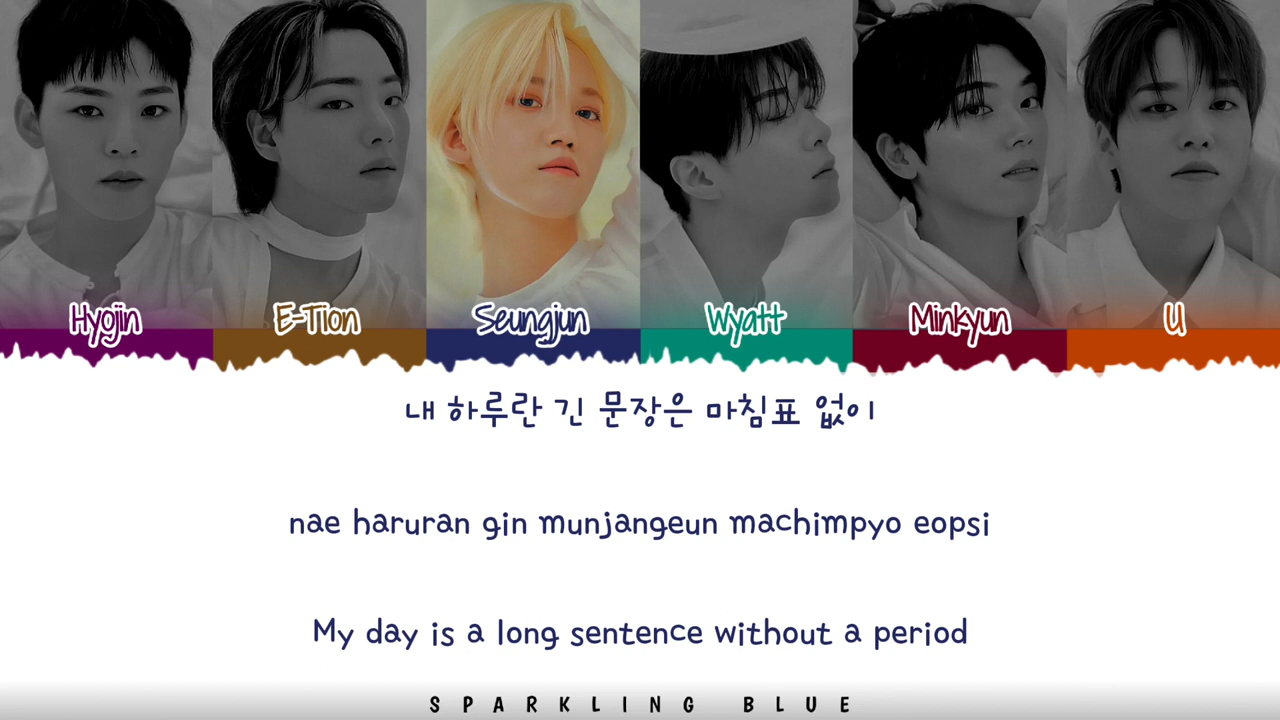 Hyojin
E-Tion
Seungjun
Wyatt
Minkyun
U
내 하루란 긴 문장은 마침표 없이
nae haruran gin munjangeun machimpyo eopsi
My day is a long sentence without a period
SPARKLING BLUE